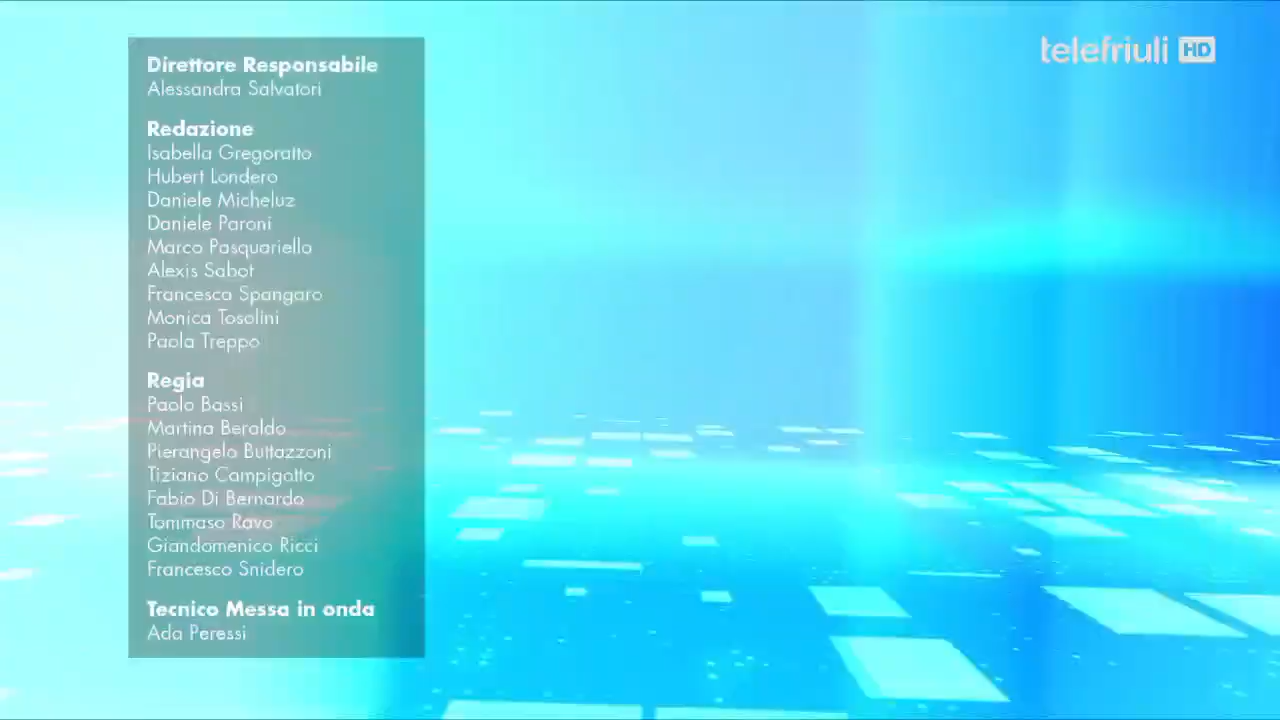 telefriuli HD
Direttore Responsabile
Alessandra Salvatori
Redazione
Isabella Gregoratto
Hubert Londero
Daniele Micheluz
Daniele Paroni
Marco Pasquariello
Alexis Sabot
Francesca Spangaro
Monica Tosolini
Paola Treppo
Regia
Paolo Bassi
Martina Beraldo
Pierangelo Buttazzoni
Tiziano Campigotto
Fabio Di Bernardo
Tommaso Ravo
Giandomenico Ricci
Francesco Snidero
Tecnico Messa in onda
Ada Peressi